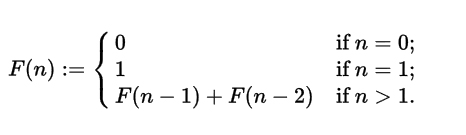 0 if n = 0;
F(n) := { 1 if n = 1;
F(n − 1) + F(n − 2) if n > 1.